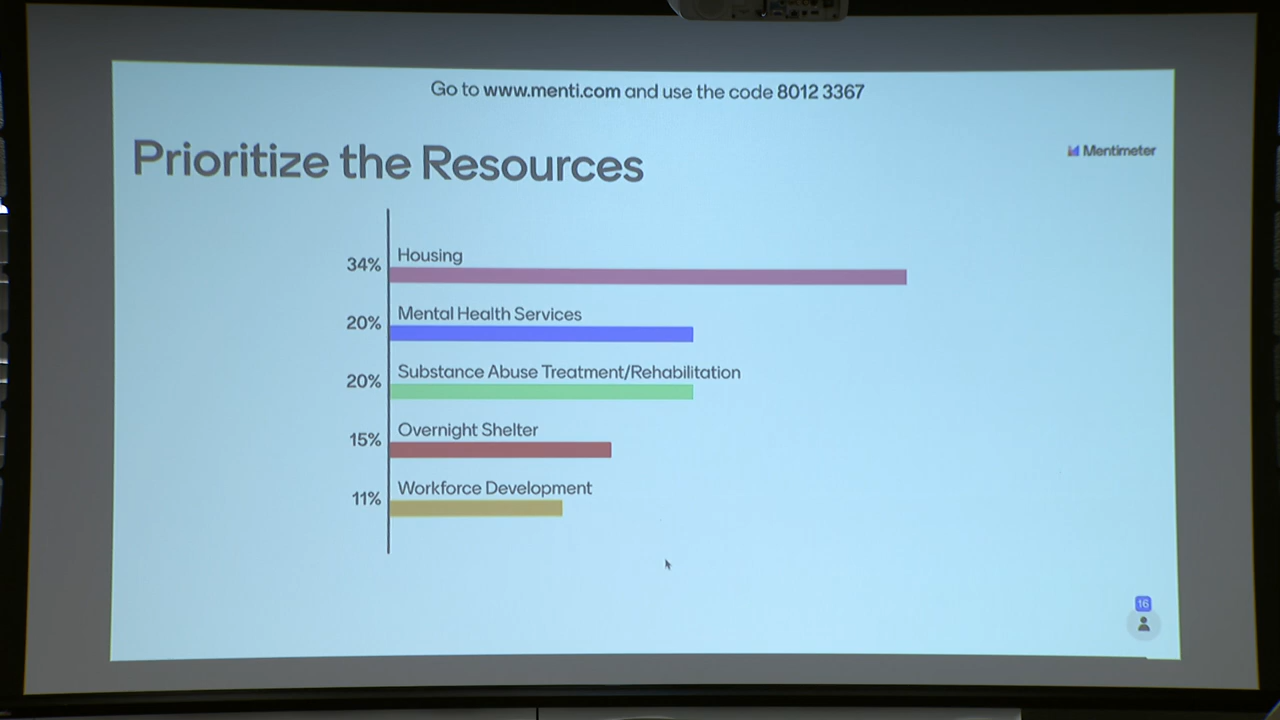 Go to www.menti.com and use the code 8012 3367
Prioritize the Resources
Mentimeter
34%
Housing
20%
Mental Health Services
20%
Substance Abuse Treatment/Rehabilitation
15%
Overnight Shelter
11%
Workforce Development
16